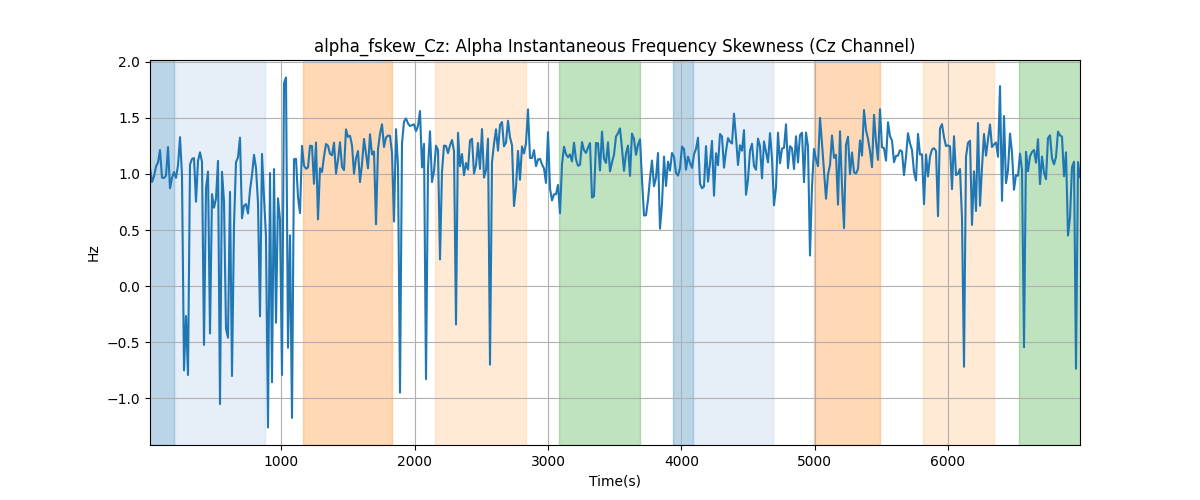 alpha_fskew_Cz: Alpha Instantaneous Frequency Skewness (Cz Channel)
2.0
1.5
1.0
0.5
0.0
−0.5
−1.0
Hz
1000 2000 3000 4000 5000 6000
Time(s)